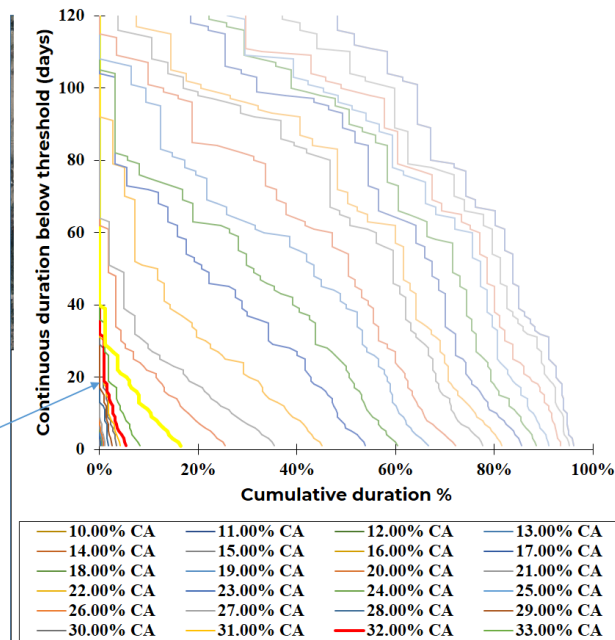 Continuous duration below threshold (days)
120
100
80
60
40
20
0
0% 20% 40% 60% 80% 100%
Cumulative duration %
10.00% CA 11.00% CA 12.00% CA 13.00% CA
14.00% CA 15.00% CA 16.00% CA 17.00% CA
18.00% CA 19.00% CA 20.00% CA 21.00% CA
22.00% CA 23.00% CA 24.00% CA 25.00% CA
26.00% CA 27.00% CA 28.00% CA 29.00% CA
30.00% CA 31.00% CA 32.00% CA 33.00% CA